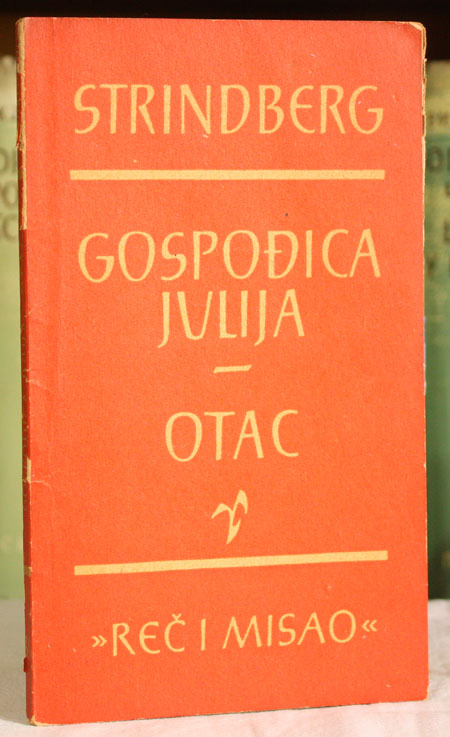 STRINDBERG
GOSPOĐICA
JULIJA
—
OTAC
»REČ I MISAO«